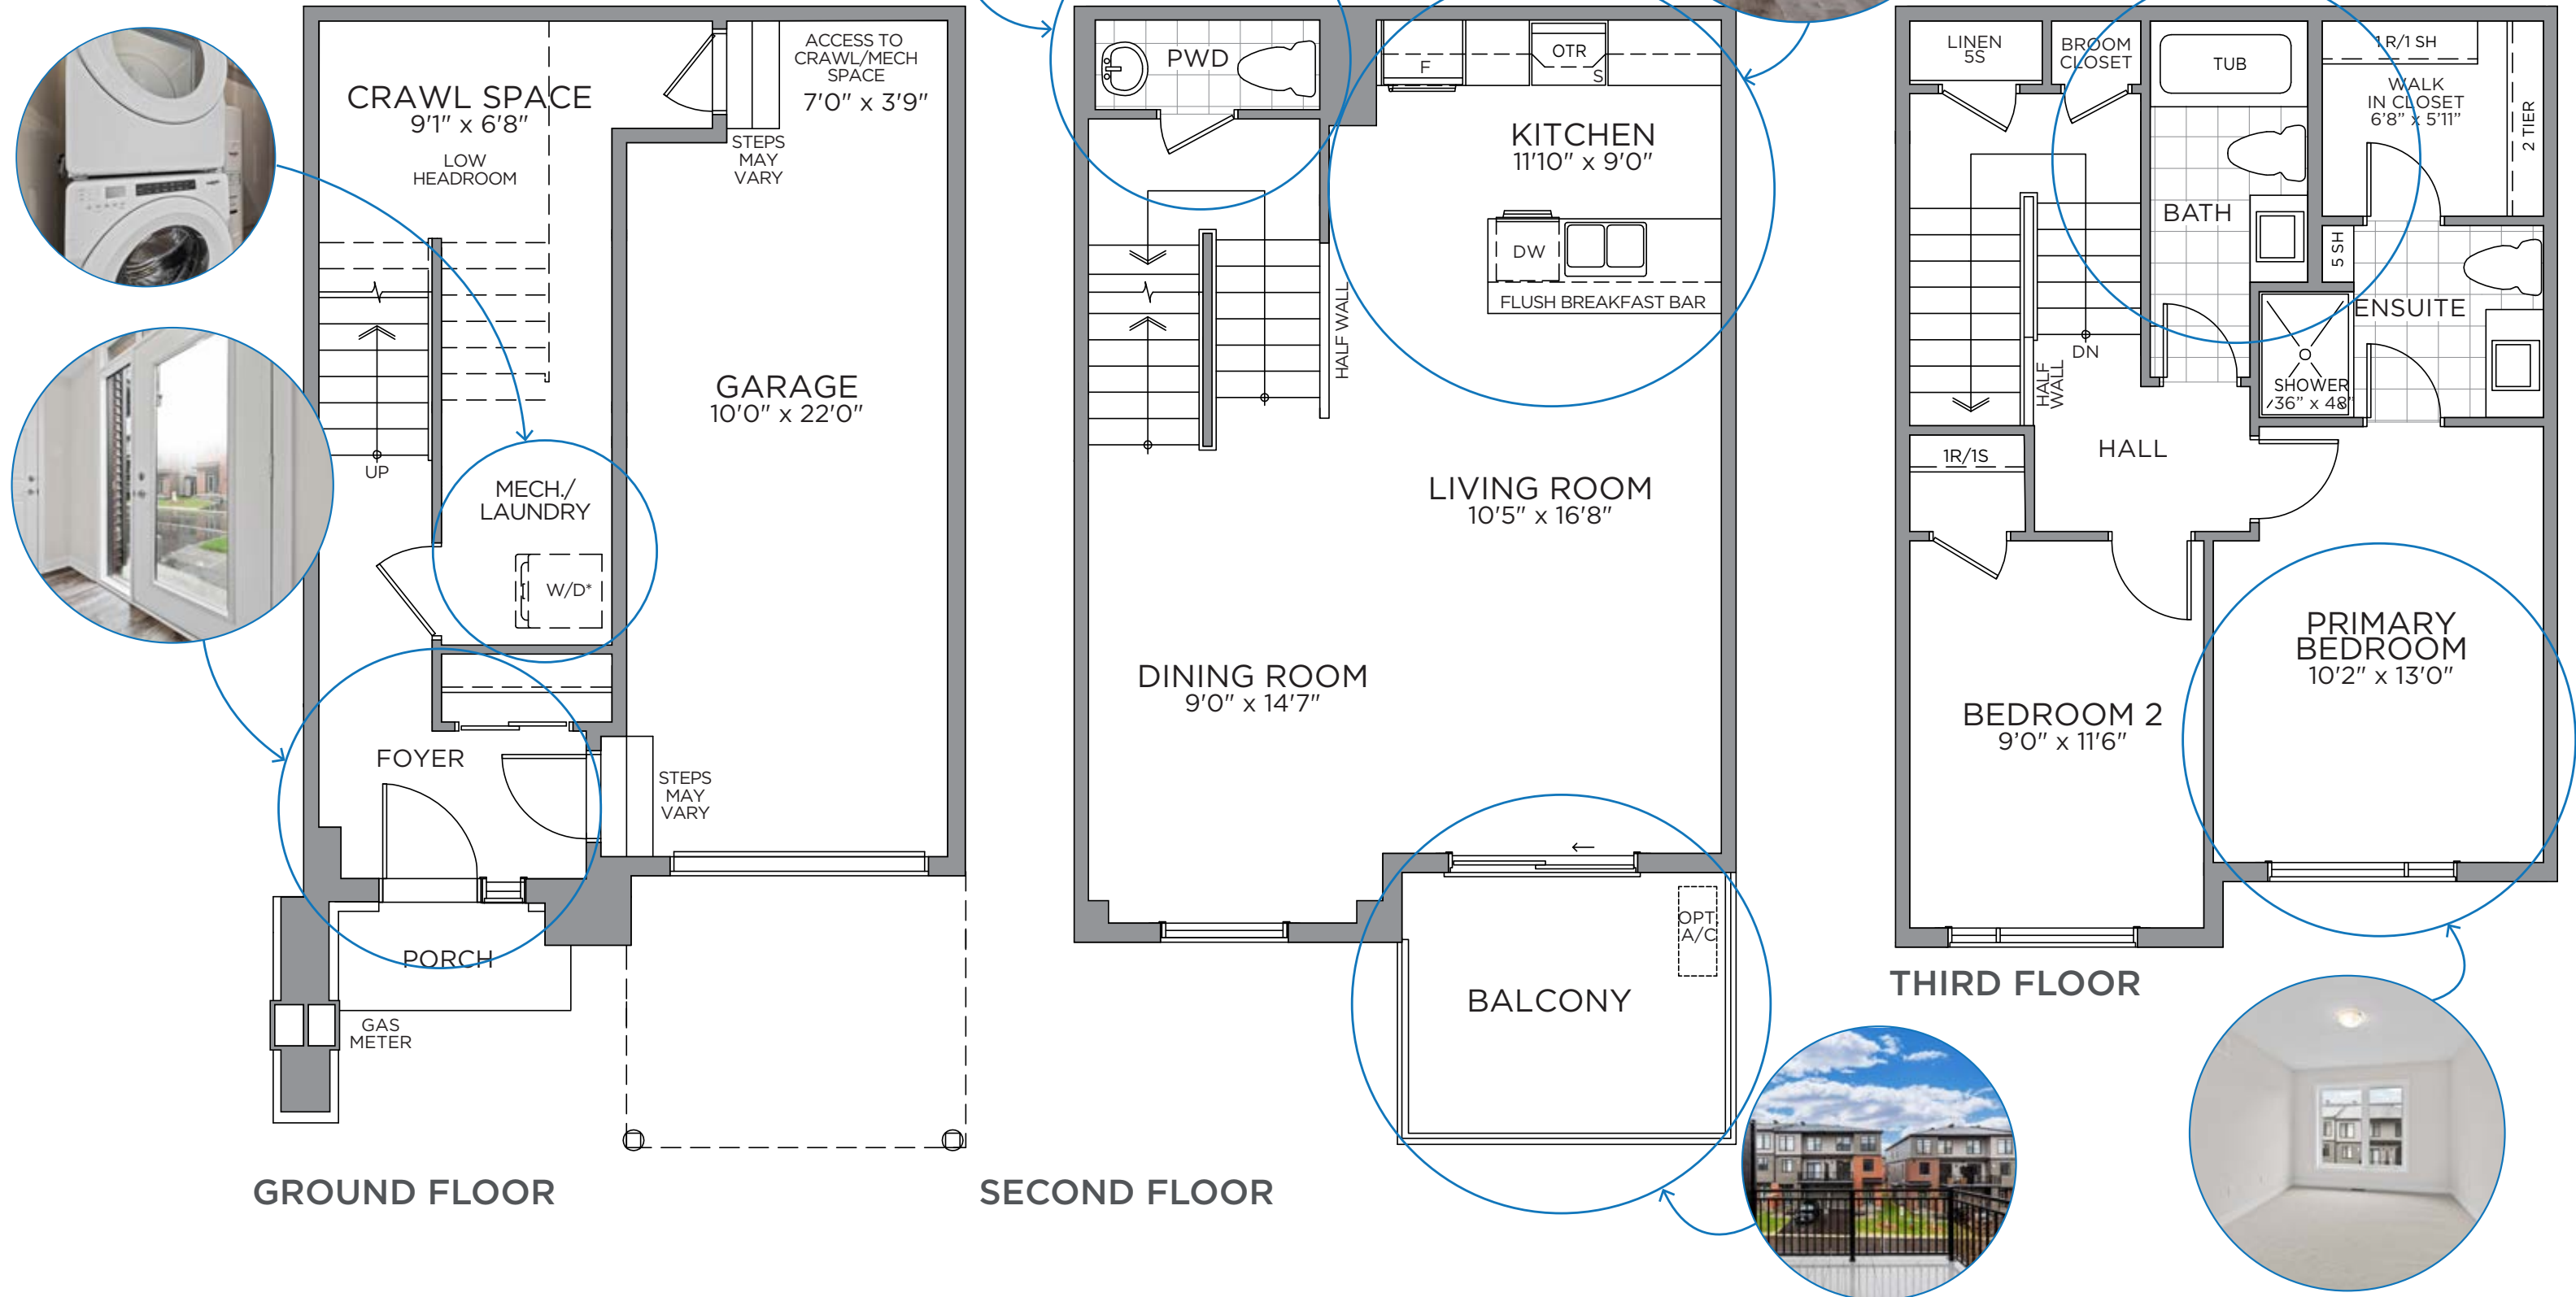 CRAWL SPACE
9'1" x 6'8"
LOW
HEADROOM
ACCESS TO
CRAWL/MECH
SPACE
7'0" x 3'9"
STEPS
MAY
VARY
GARAGE
10'0" x 22'0"
UP
MECH./
LAUNDRY
W/D*
FOYER
STEPS
MAY
VARY
PORCH
GAS
METER
GROUND FLOOR
PWD
F
OTR
S
KITCHEN
11'10" x 9'0"
DW
FLUSH BREAKFAST BAR
HALF WALL
LIVING ROOM
10'5" x 16'8"
DINING ROOM
9'0" x 14'7"
OPT.
A/C
BALCONY
SECOND FLOOR
LINEN
5S
BROOM
CLOSET
TUB
1 R/1 SH
WALK
IN CLOSET
6'8" x 5'11"
2 TIER
BATH
5 SH
ENSUITE
SHOWER
36" x 48"
DN
HALF
WALL
HALL
1R/1S
PRIMARY
BEDROOM
10'2" x 13'0"
BEDROOM 2
9'0" x 11'6"
THIRD FLOOR